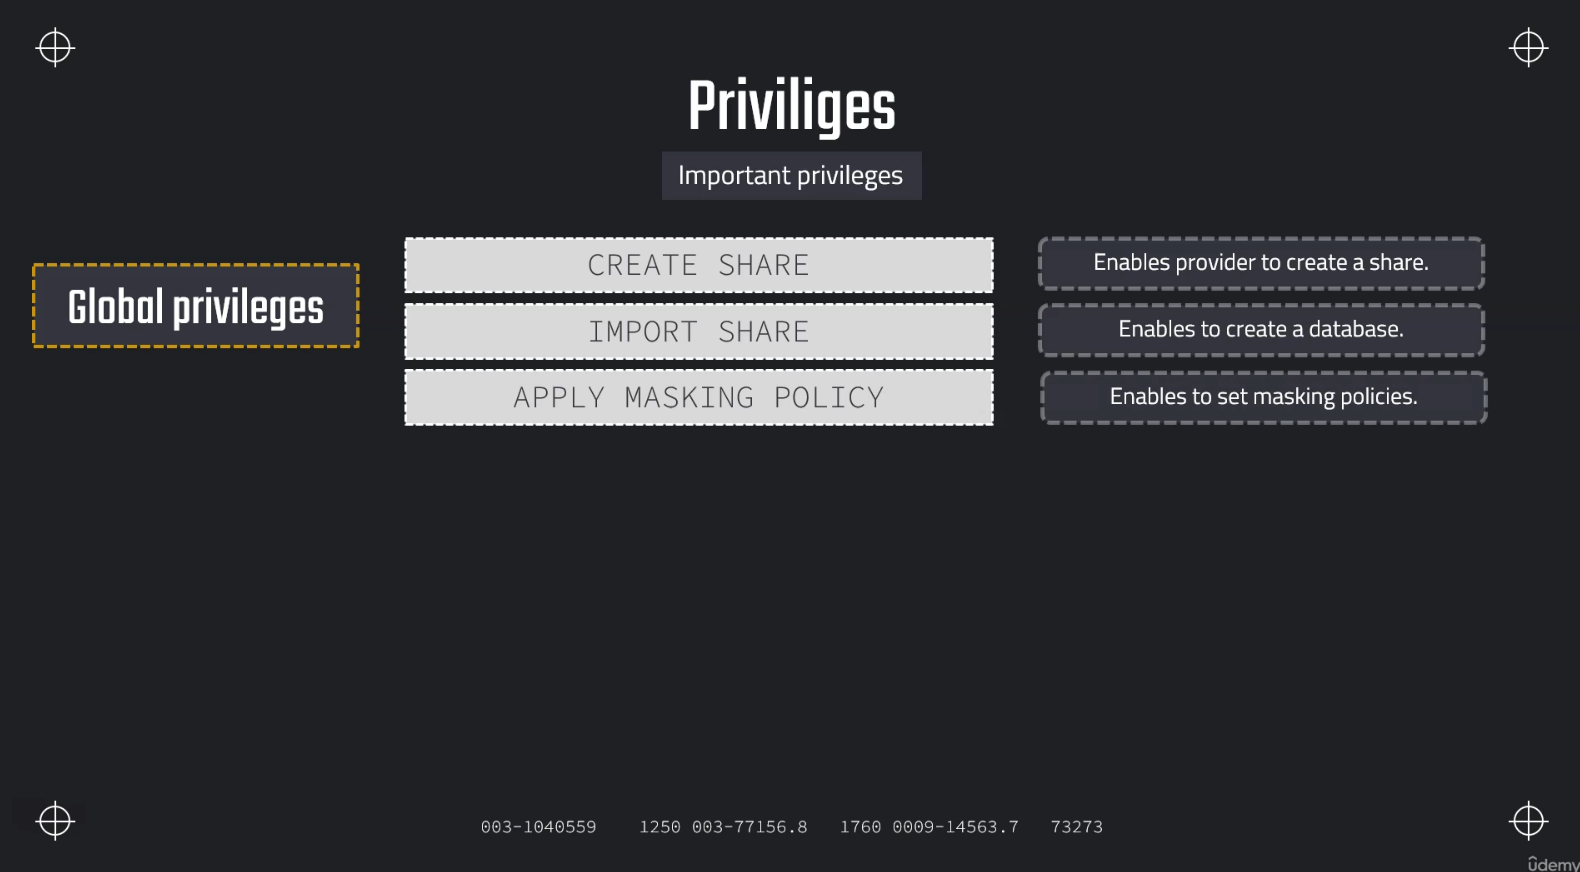 Priviliges
Important privileges
Global privileges
CREATE SHARE
Enables provider to create a share.
IMPORT SHARE
Enables to create a database.
APPLY MASKING POLICY
Enables to set masking policies.
003-1040559 1250 003-77156.8 1760 0009-14563.7 73273
ûdemy